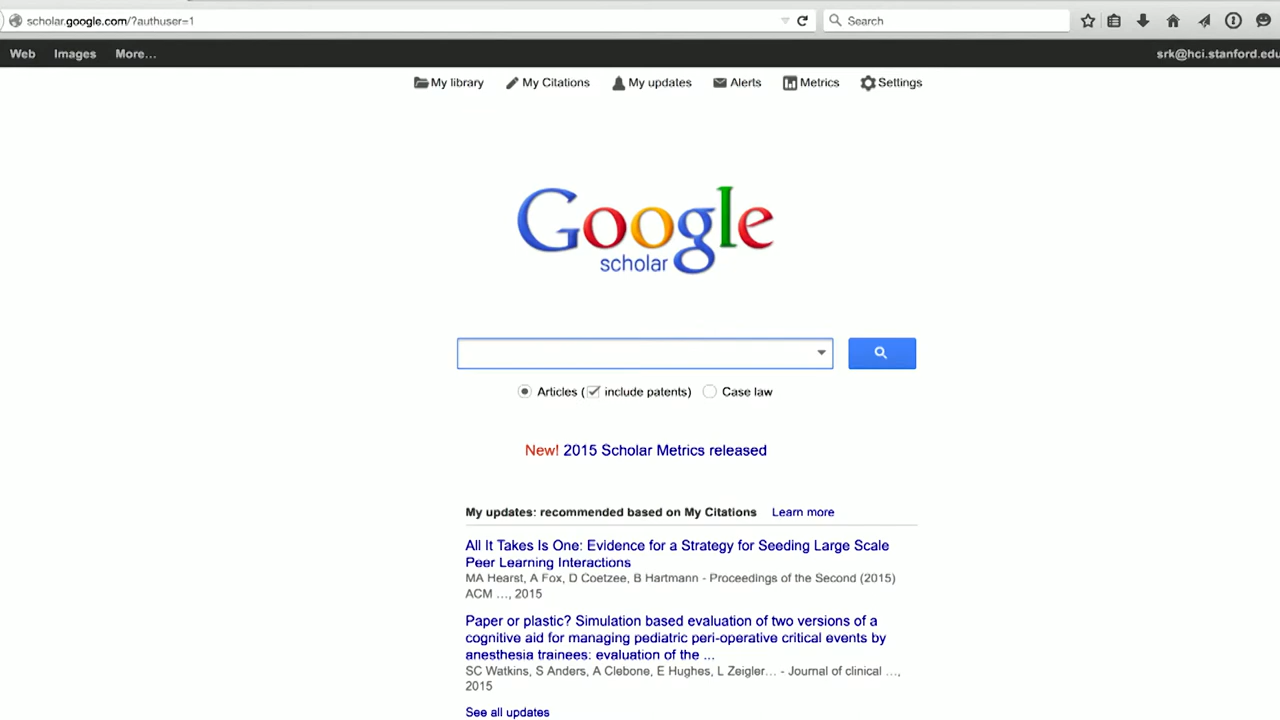 scholar.google.com/?authuser=1
Search
Web Images More...
srk@hci.stanford.edu
My library My Citations My updates Alerts Metrics Settings
Google
scholar
Articles ( include patents) Case law
New! 2015 Scholar Metrics released
My updates: recommended based on My Citations Learn more
All It Takes Is One: Evidence for a Strategy for Seeding Large Scale
Peer Learning Interactions
MA Hearst, A Fox, D Coetzee, B Hartmann - Proceedings of the Second (2015)
ACM ..., 2015
Paper or plastic? Simulation based evaluation of two versions of a
cognitive aid for managing pediatric peri-operative critical events by
anesthesia trainees: evaluation of the ...
SC Watkins, S Anders, A Clebone, E Hughes, L Zeigler... - Journal of clinical ...,
2015
See all updates